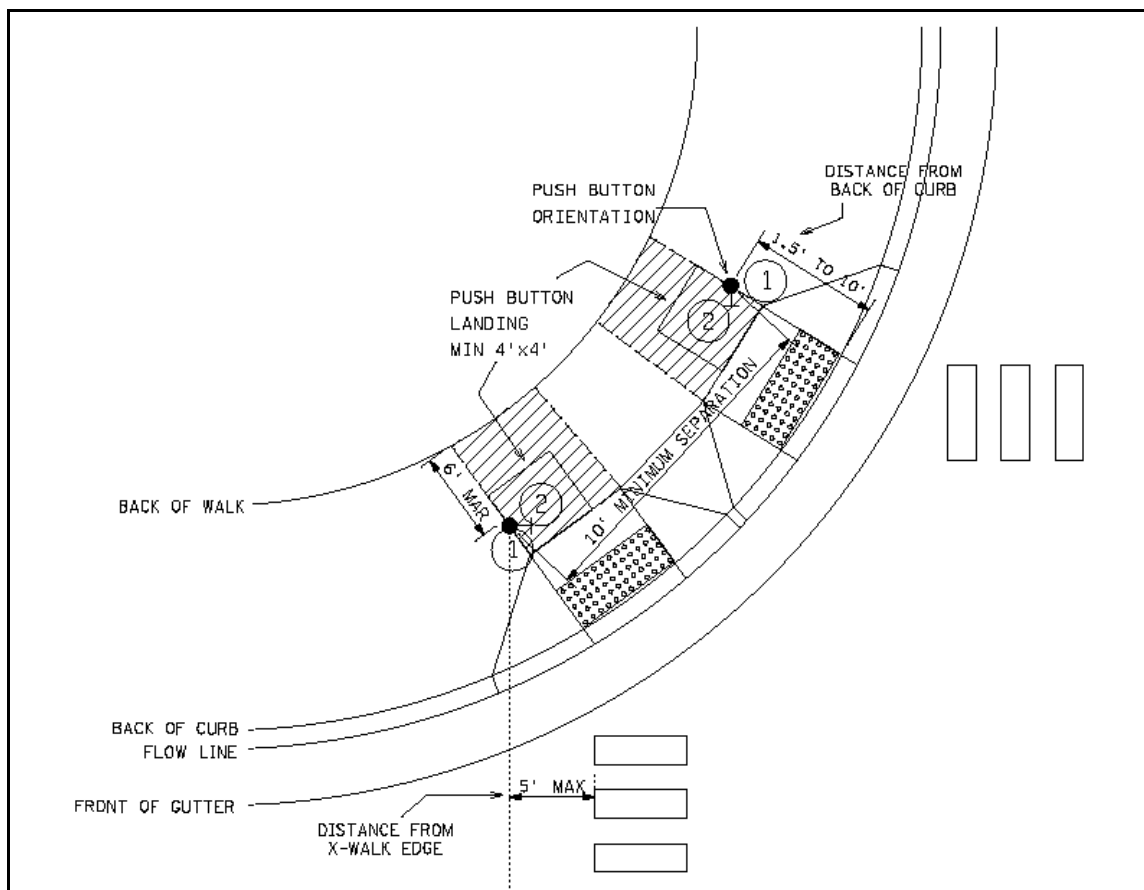 DISTANCE FROM
BACK OF CURB
PUSH BUTTON
ORIENTATION
1.5' TO 10'
1
2
PUSH BUTTON
LANDING
MIN 4'x4'
10' MINIMUM SEPARATION
6' MAR
2
1
BACK OF WALK
BACK OF CURB
FLOW LINE
FRONT OF GUTTER
5' MAX
DISTANCE FROM
X-WALK EDGE